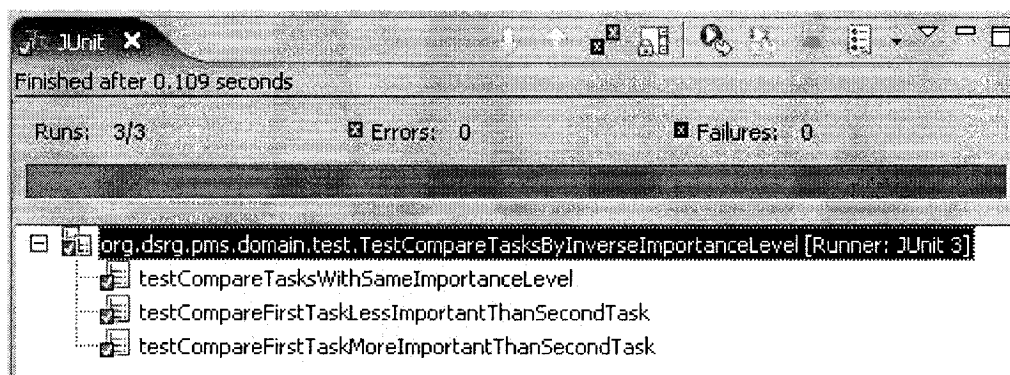 JUnit
Finished after 0.109 seconds
Runs: 3/3 Errors: 0 Failures: 0
org.dsrg.pms.domain.test.TestCompareTasksByInverseImportanceLevel [Runner: JUnit 3]
testCompareTasksWithSameImportanceLevel
testCompareFirstTaskLessImportantThanSecondTask
testCompareFirstTaskMoreImportantThanSecondTask